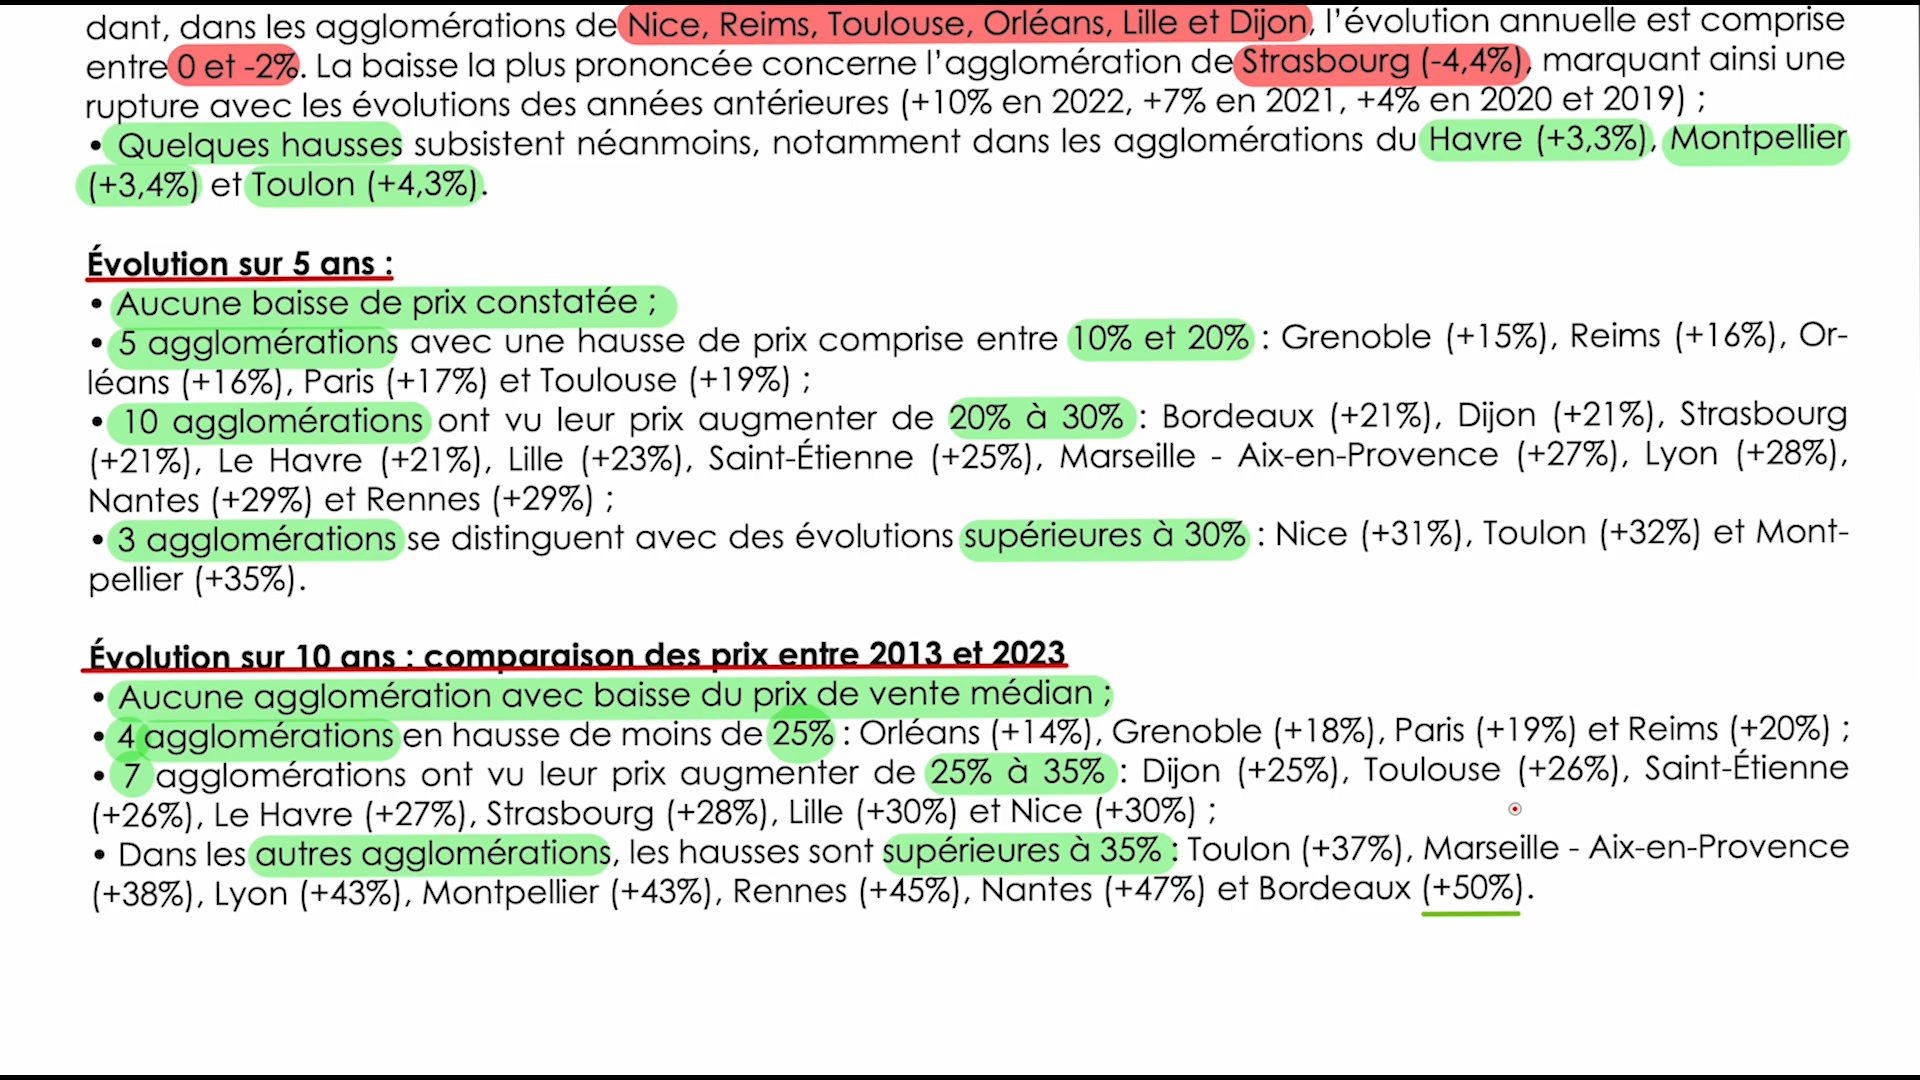 dant, dans les agglomérations de Nice, Reims, Toulouse, Orléans, Lille et Dijon, l'évolution annuelle est comprise
entre 0 et -2%. La baisse la plus prononcée concerne l'agglomération de Strasbourg (-4,4%), marquant ainsi une
rupture avec les évolutions des années antérieures (+10% en 2022, +7% en 2021, +4% en 2020 et 2019) ;
• Quelques hausses subsistent néanmoins, notamment dans les agglomérations du Havre (+3,3%), Montpellier
(+3,4%) et Toulon (+4,3%).
Évolution sur 5 ans :
• Aucune baisse de prix constatée ;
• 5 agglomérations avec une hausse de prix comprise entre 10% et 20% : Grenoble (+15%), Reims (+16%), Or-
léans (+16%), Paris (+17%) et Toulouse (+19%) ;
• 10 agglomérations ont vu leur prix augmenter de 20% à 30% : Bordeaux (+21%), Dijon (+21%), Strasbourg
(+21%), Le Havre (+21%), Lille (+23%), Saint-Étienne (+25%), Marseille - Aix-en-Provence (+27%), Lyon (+28%),
Nantes (+29%) et Rennes (+29%) ;
• 3 agglomérations se distinguent avec des évolutions supérieures à 30% : Nice (+31%), Toulon (+32%) et Mont-
pellier (+35%).
Évolution sur 10 ans : comparaison des prix entre 2013 et 2023
• Aucune agglomération avec baisse du prix de vente médian ;
• 4 agglomérations en hausse de moins de 25% : Orléans (+14%), Grenoble (+18%), Paris (+19%) et Reims (+20%) ;
• 7 agglomérations ont vu leur prix augmenter de 25% à 35% : Dijon (+25%), Toulouse (+26%), Saint-Étienne
(+26%), Le Havre (+27%), Strasbourg (+28%), Lille (+30%) et Nice (+30%) ;
• Dans les autres agglomérations, les hausses sont supérieures à 35% : Toulon (+37%), Marseille - Aix-en-Provence
(+38%), Lyon (+43%), Montpellier (+43%), Rennes (+45%), Nantes (+47%) et Bordeaux (+50%).